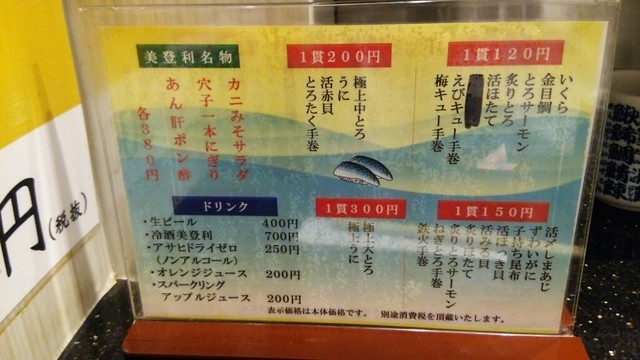 1貫120円
いくら
金目鯛
とろサーモン
炙りとろ
活ほたて
えびキュー手巻
梅キュー手巻
1貫200円
極上中とろ
うに
活赤貝
とろたく手巻
美登利名物
カニみそサラダ
穴子一本にぎり
あん肝ポン酢
各380円
1貫150円
活〆しまあじ
ずわいがに
子持ち昆布
活ほっき貝
活みる貝
炙りほたて
炙りとろサーモン
ねぎとろ手巻
鉄火手巻
1貫300円
極上大とろ
極上うに
ドリンク
・生ビール 400円
・冷酒美登利 700円
・アサヒドライゼロ 250円
(ノンアルコール)
・オレンジジュース 200円
・スパークリング
アップルジュース 200円
表示価格は本体価格です。 別途消費税を頂戴いたします。
円(税抜)